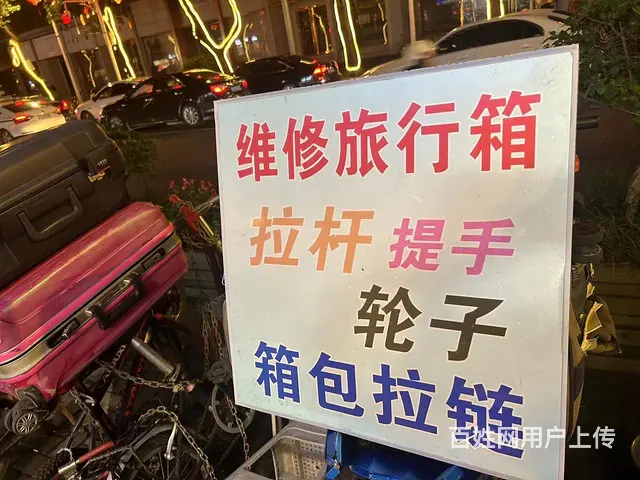 维修旅行箱
拉杆 提手
轮子
箱包拉链
百姓网用户上传